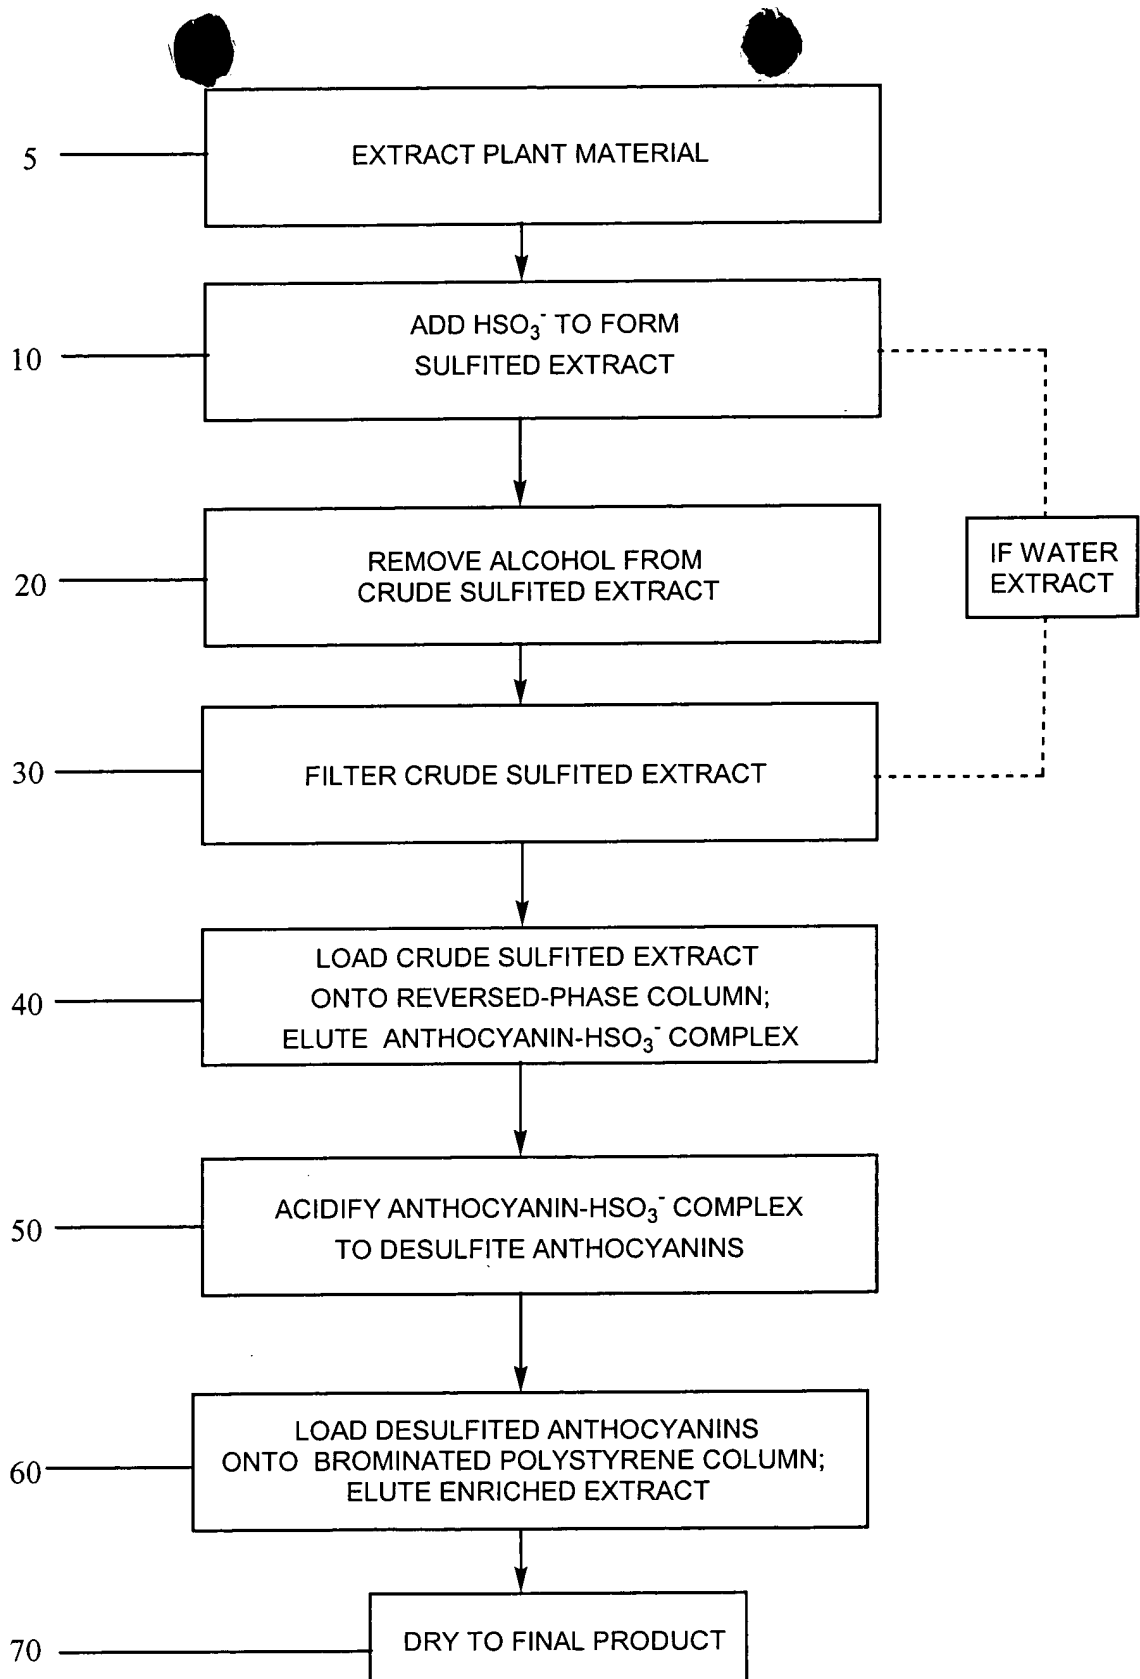 5
EXTRACT PLANT MATERIAL
10
ADD HSO₃⁻ TO FORM
SULFITED EXTRACT
20
REMOVE ALCOHOL FROM
CRUDE SULFITED EXTRACT
IF WATER
EXTRACT
30
FILTER CRUDE SULFITED EXTRACT
40
LOAD CRUDE SULFITED EXTRACT
ONTO REVERSED-PHASE COLUMN;
ELUTE ANTHOCYANIN-HSO₃⁻ COMPLEX
50
ACIDIFY ANTHOCYANIN-HSO₃⁻ COMPLEX
TO DESULFITE ANTHOCYANINS
60
LOAD DESULFITED ANTHOCYANINS
ONTO BROMINATED POLYSTYRENE COLUMN;
ELUTE ENRICHED EXTRACT
70
DRY TO FINAL PRODUCT